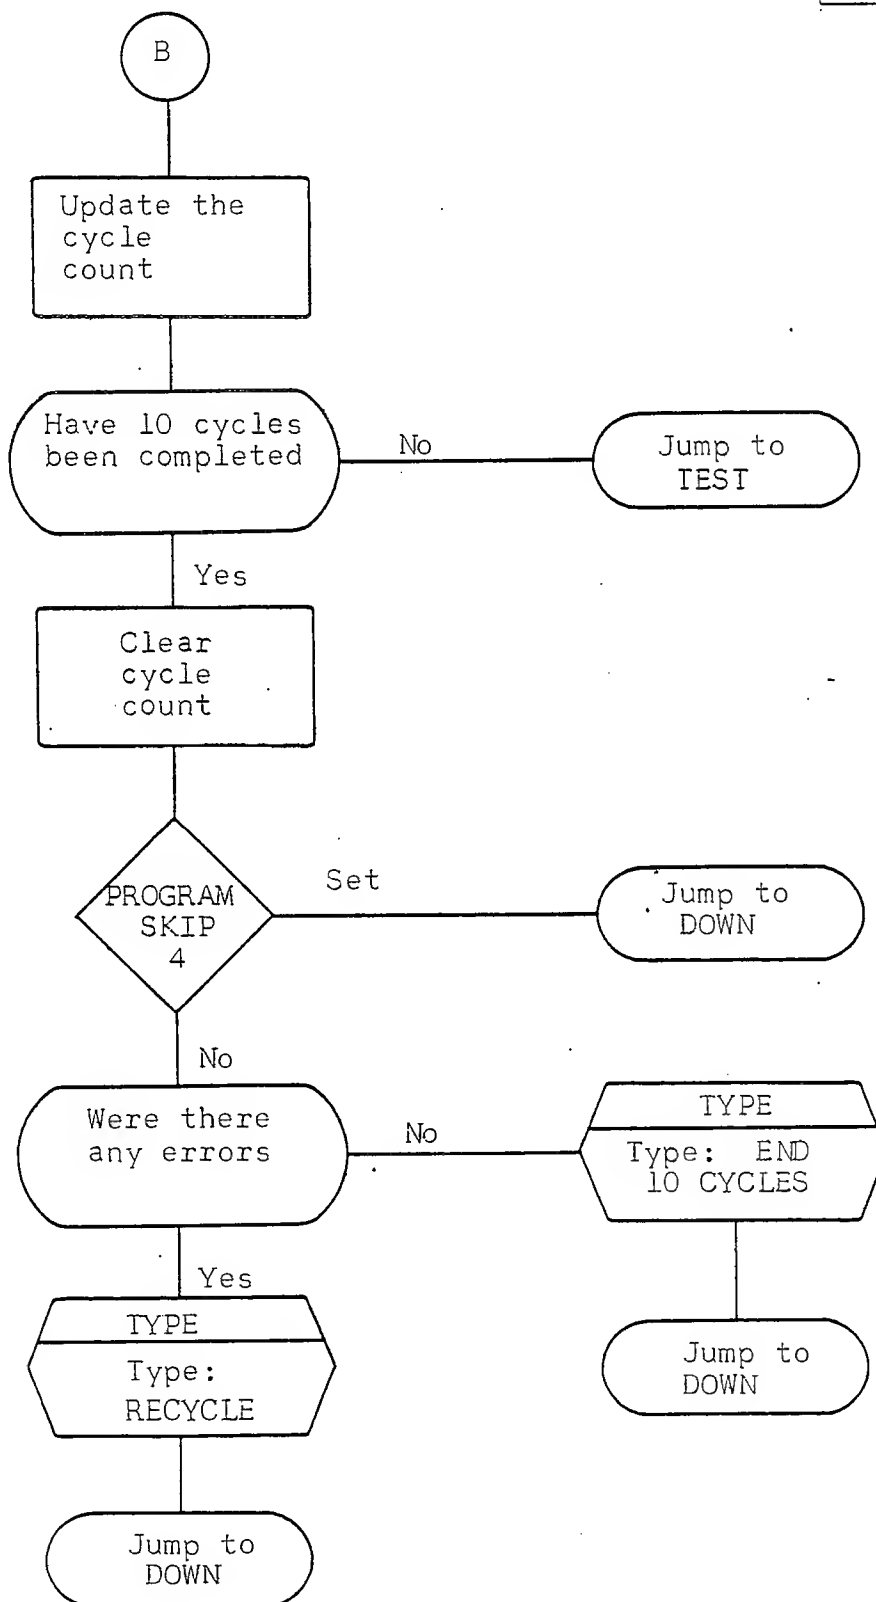 B
Update the
cycle
count
Have 10 cycles
been completed
No
Jump to
TEST
Yes
Clear
cycle
count
PROGRAM
SKIP
4
Set
Jump to
DOWN
No
Were there
any errors
No
TYPE
Type: END
10 CYCLES
Yes
TYPE
Type:
RECYCLE
Jump to
DOWN
Jump to
DOWN